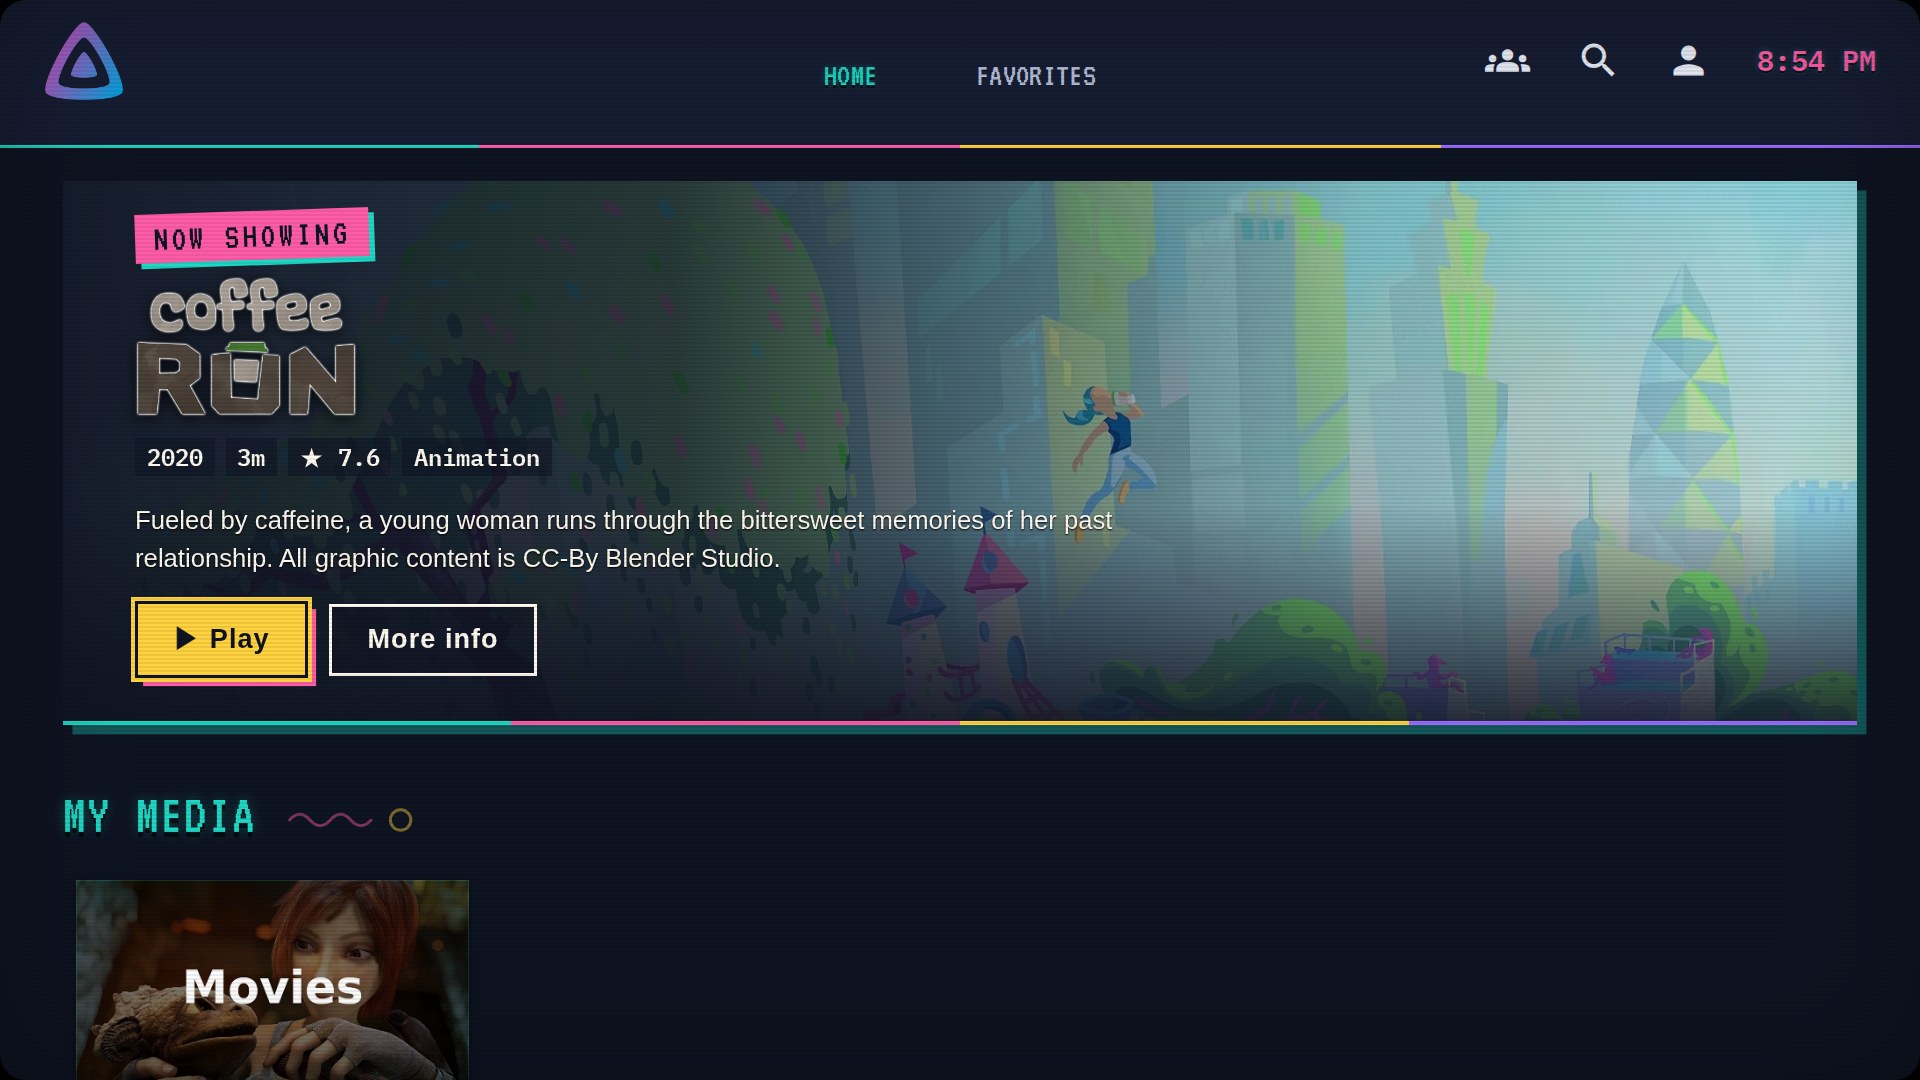 HOME
FAVORITES
8:54 PM
NOW SHOWING
coffee
RUN
2020
3m
★ 7.6
Animation
Fueled by caffeine, a young woman runs through the bittersweet memories of her past
relationship. All graphic content is CC-By Blender Studio.
Play
More info
MY MEDIA
Movies